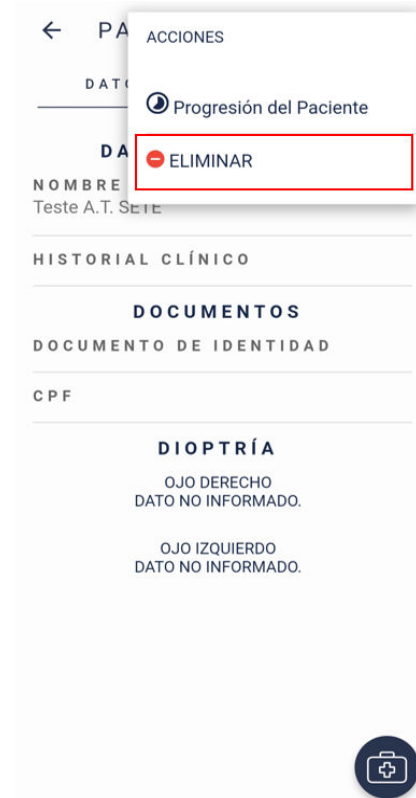 PA
ACCIONES
DATO
Progresión del Paciente
DA
ELIMINAR
NOMBRE
Teste A.T. SETE
HISTORIAL CLÍNICO
DOCUMENTOS
DOCUMENTO DE IDENTIDAD
CPF
DIOPTRÍA
OJO DERECHO
DATO NO INFORMADO.
OJO IZQUIERDO
DATO NO INFORMADO.